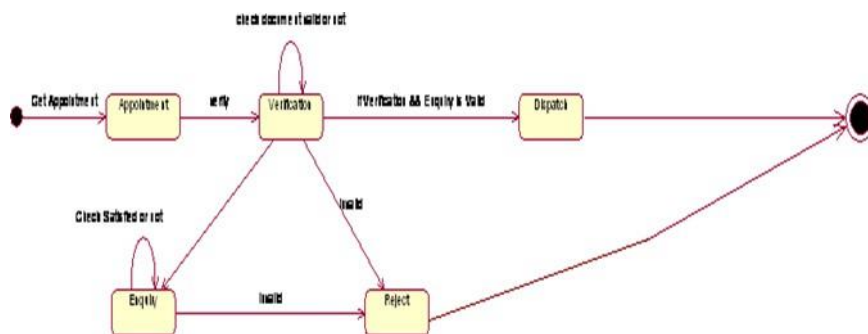 check document valid or not
Get Appointment
Appointment
verify
Verification
If Verification && Enquiry is Valid
Dispatch
Check Satisfied or not
Invalid
Enquiry
Invalid
Reject